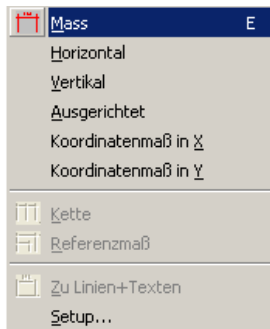 Mass E
Horizontal
Vertikal
Ausgerichtet
Koordinatenmaß in X
Koordinatenmaß in Y
Kette
Referenzmaß
Zu Linien+Texten
Setup...